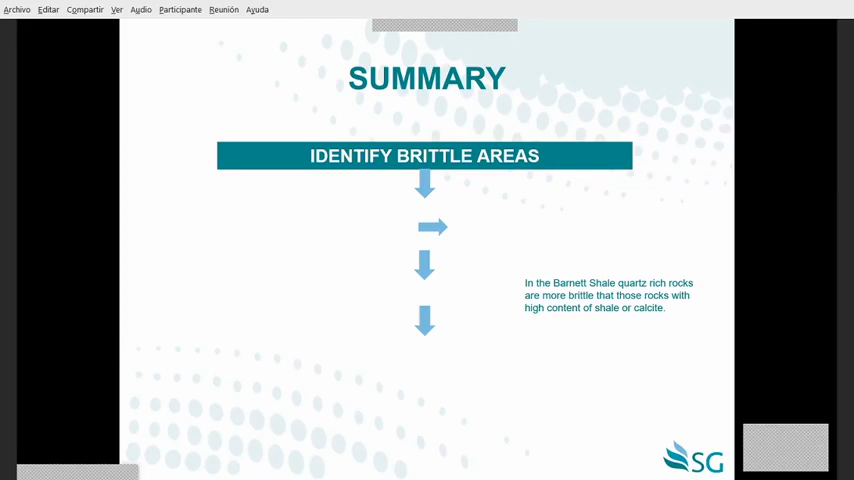 Archivo Editar Compartir Ver Audio Participante Reunión Ayuda
SUMMARY
IDENTIFY BRITTLE AREAS
In the Barnett Shale quartz rich rocks
are more brittle that those rocks with
high content of shale or calcite.
SG